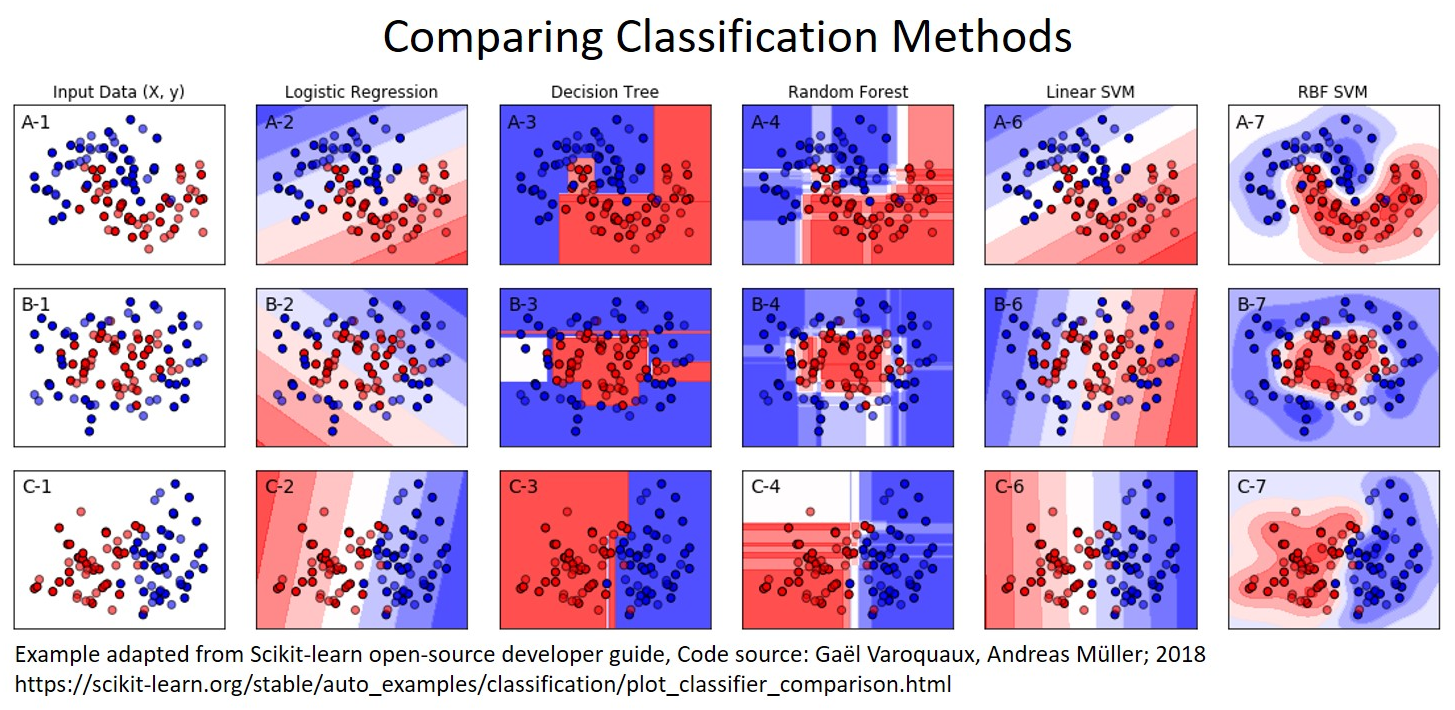 Comparing Classification Methods
Input Data (X, y) Logistic Regression Decision Tree Random Forest Linear SVM RBF SVM
A-1 A-2 A-3 A-4 A-6 A-7
B-1 B-2 B-3 B-4 B-6 B-7
C-1 C-2 C-3 C-4 C-6 C-7
Example adapted from Scikit-learn open-source developer guide, Code source: Gaël Varoquaux, Andreas Müller; 2018
https://scikit-learn.org/stable/auto_examples/classification/plot_classifier_comparison.html